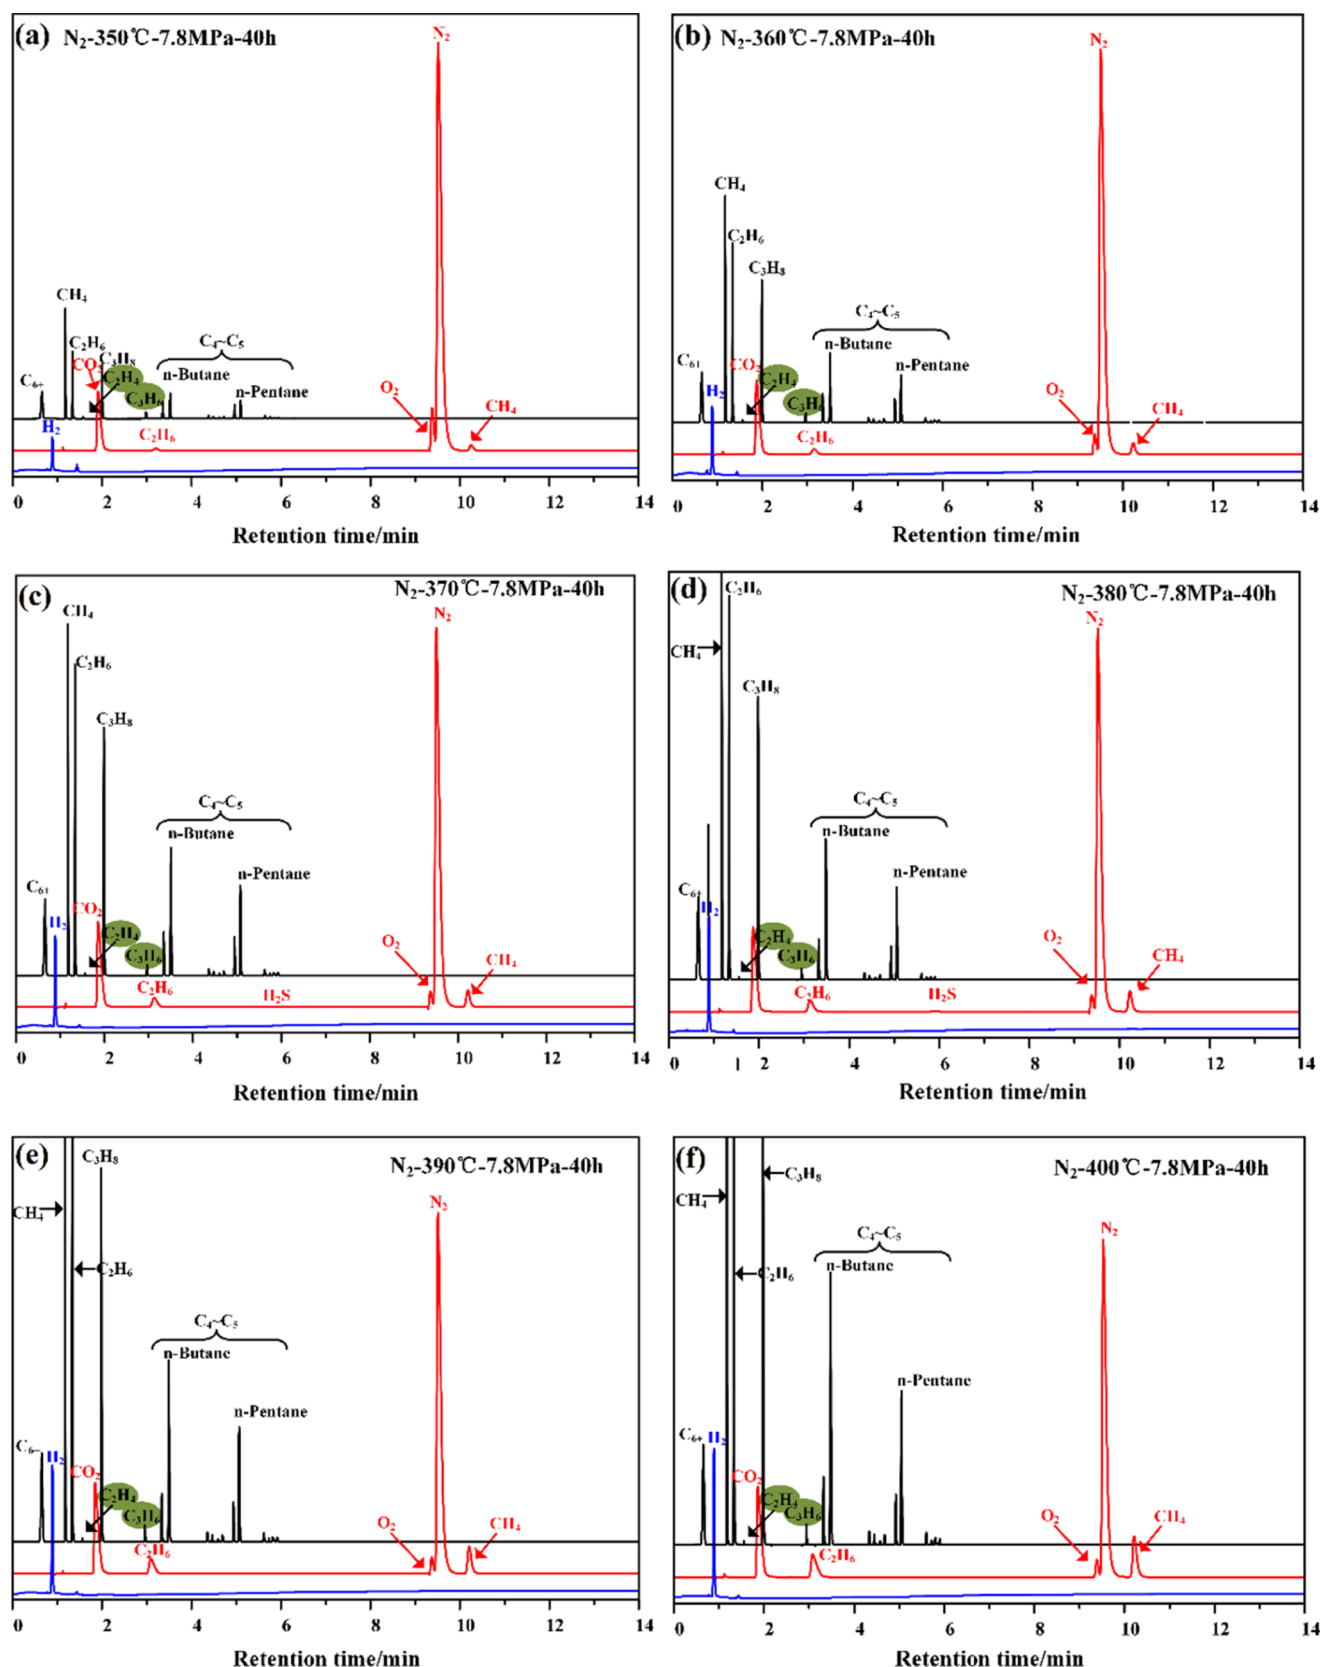 (a) N₂-350℃-7.8MPa-40h
N₂
CH₄
C₂H₆
C₃H₈
CO₂
C₂H₄
C₃H₆
C₄~C₅
n-Butane
n-Pentane
C₆₊
H₂
C₂H₆
O₂
CH₄
0 2 4 6 8 10 12 14
Retention time/min
(b) N₂-360℃-7.8MPa-40h
N₂
CH₄
C₂H₆
C₃H₈
C₄~C₅
n-Butane
n-Pentane
C₆₊
CO₂
H₂
C₂H₄
C₃H₆
C₂H₆
O₂
CH₄
0 2 4 6 8 10 12 14
Retention time/min
(c) N₂-370℃-7.8MPa-40h
CH₄
N₂
C₂H₆
C₃H₈
C₄~C₅
n-Butane
n-Pentane
C₆₊
CO₂
H₂
C₂H₄
C₃H₆
C₂H₆
H₂S
O₂
CH₄
0 2 4 6 8 10 12 14
Retention time/min
(d) N₂-380℃-7.8MPa-40h
C₂H₆
N₂
CH₄
C₃H₈
C₄~C₅
n-Butane
n-Pentane
C₆₊
H₂
C₂H₄
C₃H₆
C₂H₆
H₂S
O₂
CH₄
0 2 4 6 8 10 12 14
Retention time/min
(e) N₂-390℃-7.8MPa-40h
C₃H₈
N₂
CH₄
C₂H₆
C₄~C₅
n-Butane
n-Pentane
C₆₋
H₂
CO₂
C₂H₄
C₃H₆
C₂H₆
O₂
CH₄
0 2 4 6 8 10 12 14
Retention time/min
(f) N₂-400℃-7.8MPa-40h
C₃H₈
CH₄
N₂
C₄~C₅
n-Butane
C₂H₆
n-Pentane
C₆₊
H₂
CO₂
C₂H₄
C₃H₆
C₂H₆
O₂
CH₄
0 2 4 6 8 10 12 14
Retention time/min